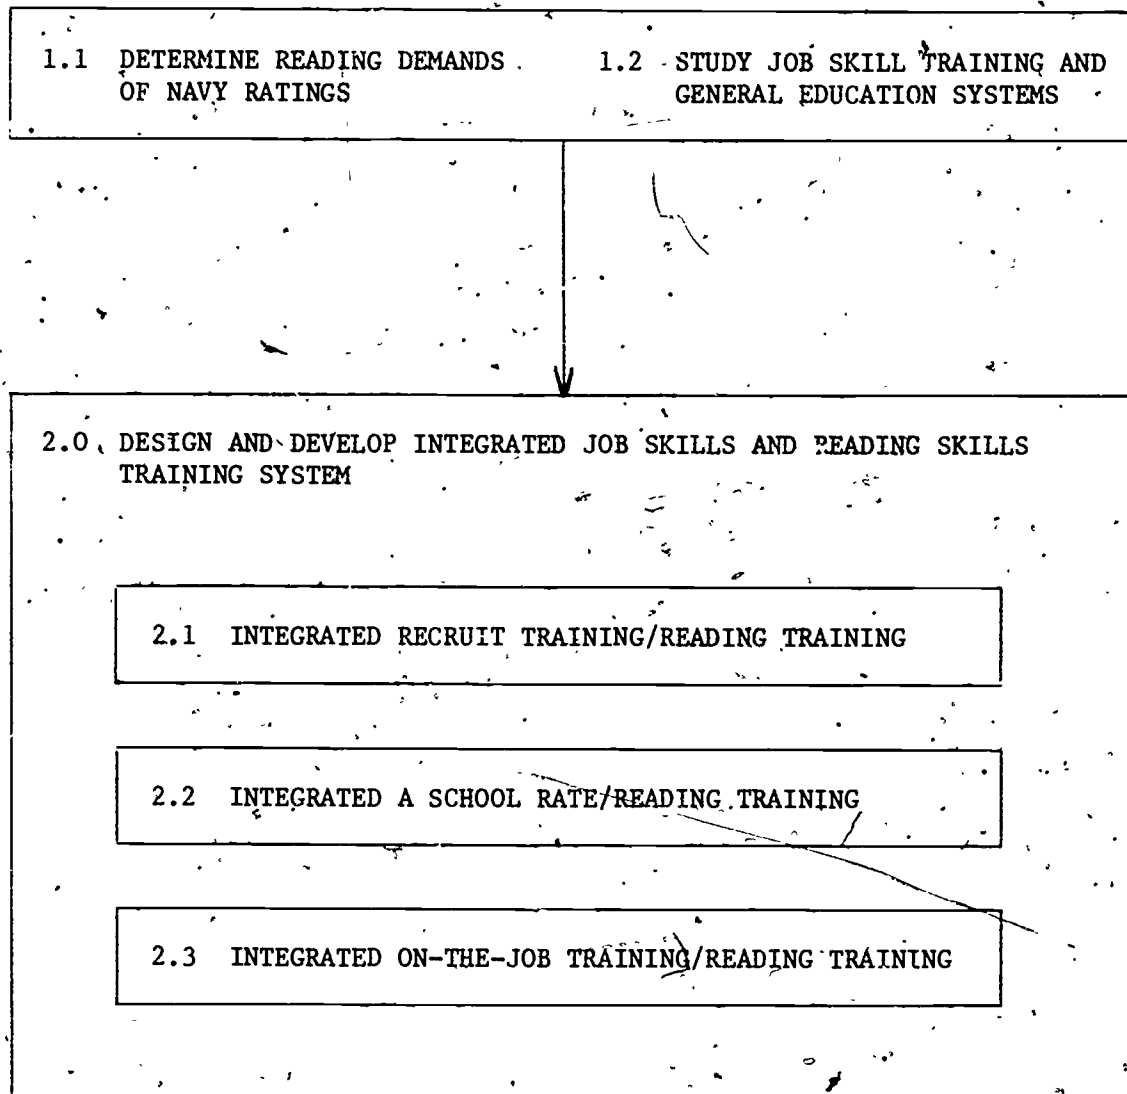 1.1 DETERMINE READING DEMANDS
OF NAVY RATINGS
1.2 STUDY JOB SKILL TRAINING AND
GENERAL EDUCATION SYSTEMS
2.0 DESIGN AND DEVELOP INTEGRATED JOB SKILLS AND READING SKILLS
TRAINING SYSTEM
2.1 INTEGRATED RECRUIT TRAINING/READING TRAINING
2.2 INTEGRATED A SCHOOL RATE/READING TRAINING
2.3 INTEGRATED ON-THE-JOB TRAINING/READING TRAINING